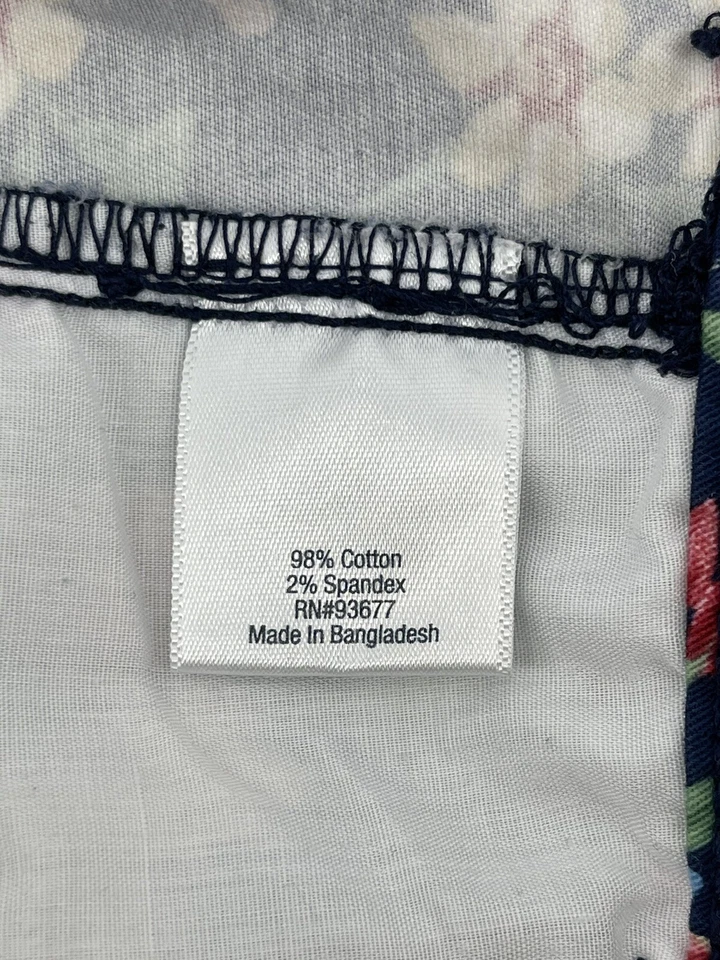 98% Cotton
2% Spandex
RN#93677
Made In Bangladesh